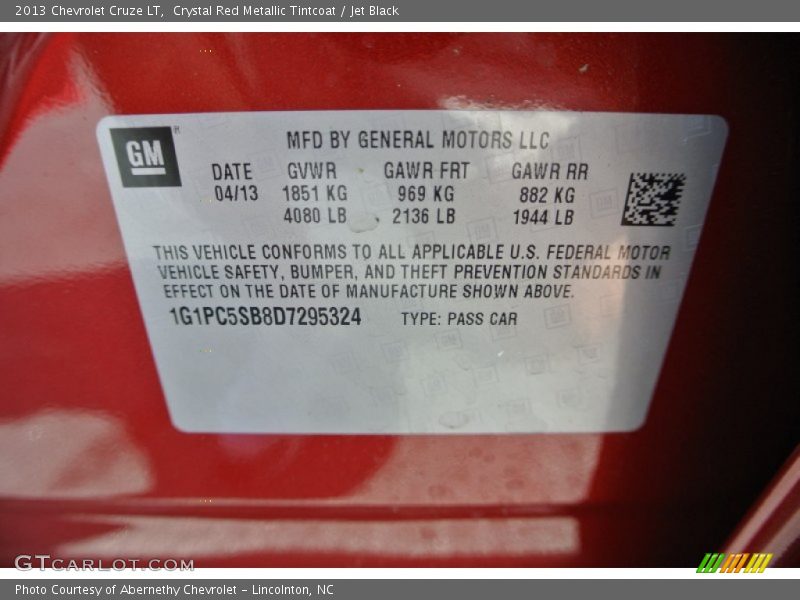 2013 Chevrolet Cruze LT, Crystal Red Metallic Tintcoat / Jet Black
GM
MFD BY GENERAL MOTORS LLC
DATE GVWR GAWR FRT GAWR RR
04/13 1851 KG 969 KG 882 KG
4080 LB 2136 LB 1944 LB
THIS VEHICLE CONFORMS TO ALL APPLICABLE U.S. FEDERAL MOTOR
VEHICLE SAFETY, BUMPER, AND THEFT PREVENTION STANDARDS IN
EFFECT ON THE DATE OF MANUFACTURE SHOWN ABOVE.
1G1PC5SB8D7295324 TYPE: PASS CAR
GTCARLOT.COM
Photo Courtesy of Abernethy Chevrolet - Lincolnton, NC